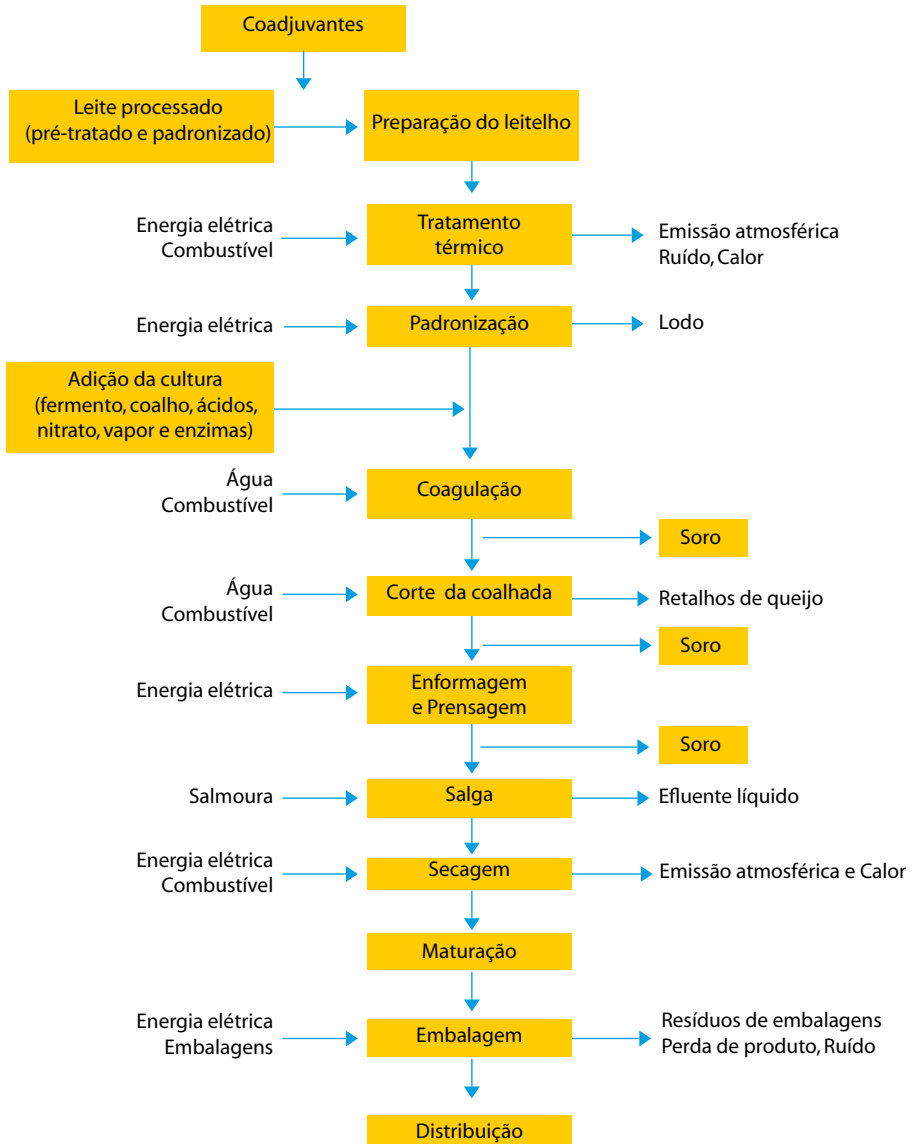 Coadjuvantes
Leite processado
(pré-tratado e padronizado)
Preparação do leitelho
Energia elétrica
Combustível
Tratamento
térmico
Emissão atmosférica
Ruído, Calor
Energia elétrica
Padronização
Lodo
Adição da cultura
(fermento, coalho, ácidos,
nitrato, vapor e enzimas)
Água
Combustível
Coagulação
Soro
Água
Combustível
Corte da coalhada
Retalhos de queijo
Soro
Energia elétrica
Enformagem
e Prensagem
Soro
Salmoura
Salga
Efluente líquido
Energia elétrica
Combustível
Secagem
Emissão atmosférica e Calor
Maturação
Energia elétrica
Embalagens
Embalagem
Resíduos de embalagens
Perda de produto, Ruído
Distribuição